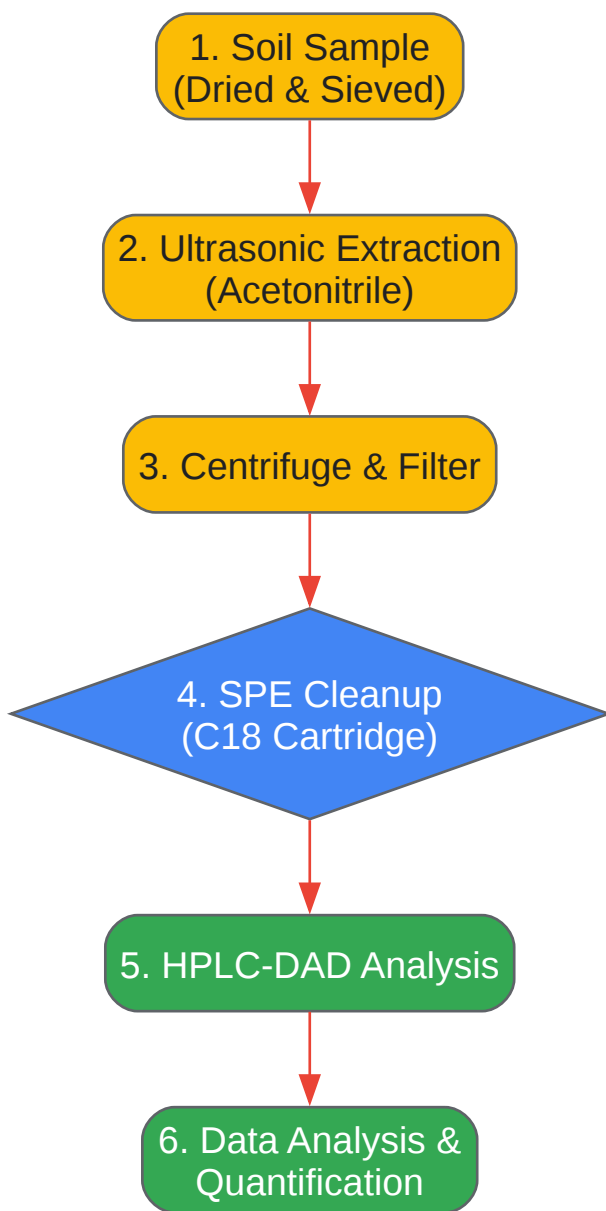 1. Soil Sample
(Dried & Sieved)
2. Ultrasonic Extraction
(Acetonitrile)
3. Centrifuge & Filter
4. SPE Cleanup
(C18 Cartridge)
5. HPLC-DAD Analysis
6. Data Analysis &
Quantification